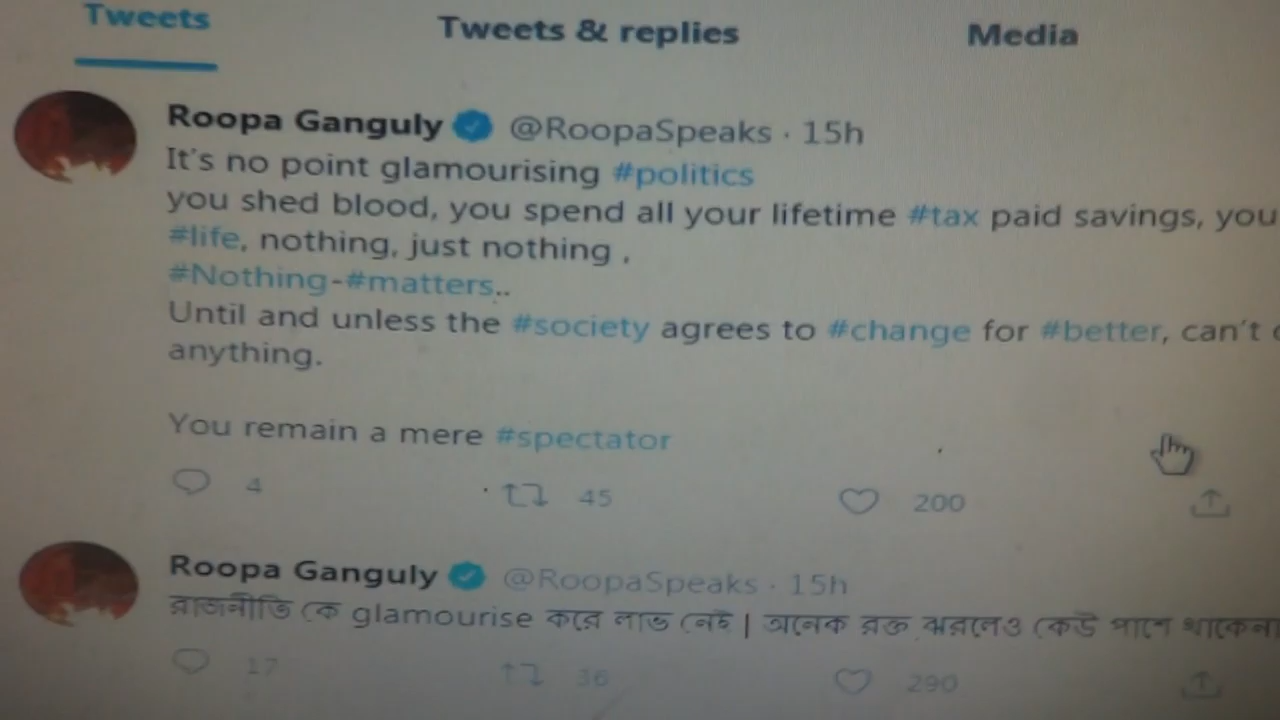 Tweets
Tweets & replies
Media
Roopa Ganguly @RoopaSpeaks · 15h
It's no point glamourising #politics
you shed blood, you spend all your lifetime #tax paid savings, you
#life, nothing, just nothing ,
#Nothing-#matters..
Until and unless the #society agrees to #change for #better, can't
anything.
You remain a mere #spectator
4 45 200
Roopa Ganguly @RoopaSpeaks · 15h
রাজনীতি কে glamourise করে লাভ নেই | অনেক রক্ত ঝরলেও কেউ পাশে থাকেনা
17 36 290